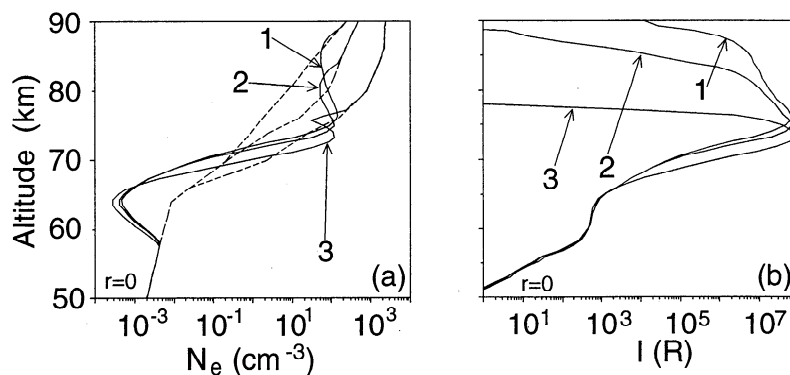 90
80
70
60
50
Altitude (km)
1
2
3
r=0
(a)
10^-3
10^-1
10^1
10^3
N_e (cm^-3)
1
2
3
r=0
(b)
10^1
10^3
10^5
10^7
I (R)